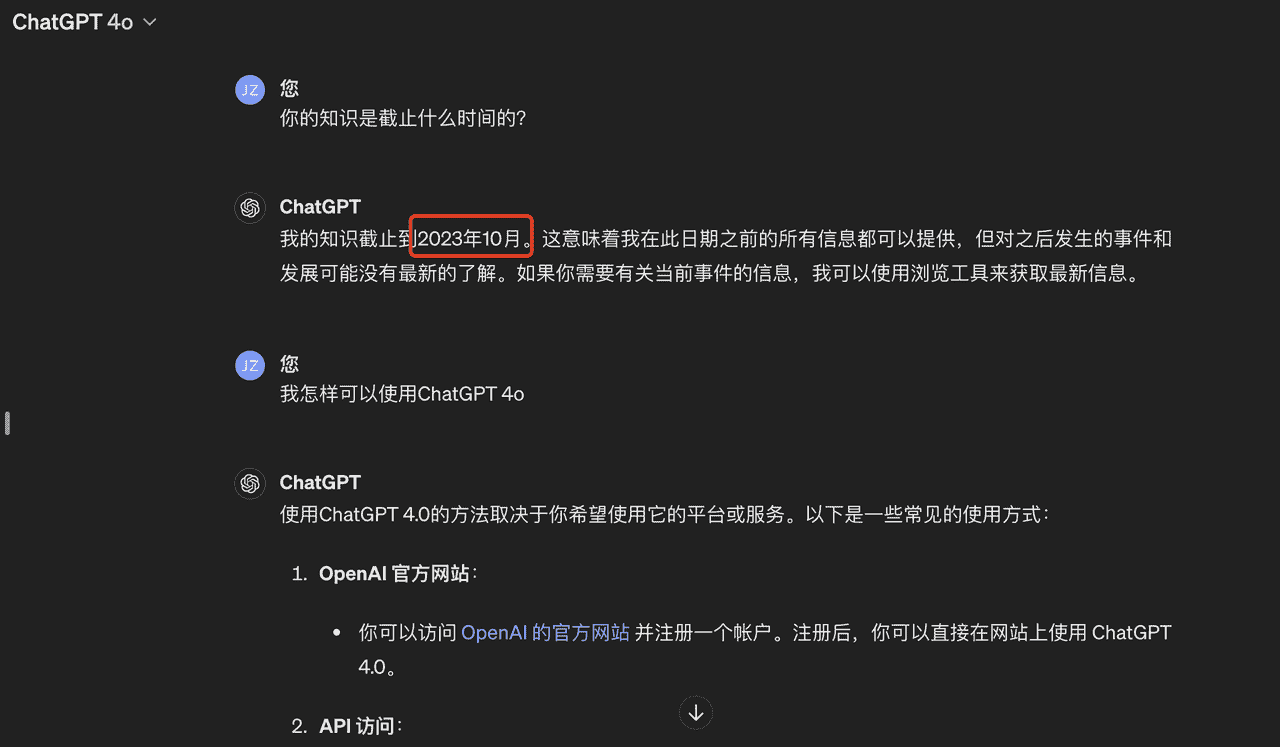 ChatGPT 4o
JZ
您
你的知识是截止什么时间的?
ChatGPT
我的知识截止到2023年10月。这意味着我在此日期之前的所有信息都可以提供，但对之后发生的事件和
发展可能没有最新的了解。如果你需要有关当前事件的信息，我可以使用浏览工具来获取最新信息。
JZ
您
我怎样可以使用ChatGPT 4o
ChatGPT
使用ChatGPT 4.0的方法取决于你希望使用它的平台或服务。以下是一些常见的使用方式：
1. OpenAI 官方网站：
• 你可以访问 OpenAI 的官方网站 并注册一个帐户。注册后，你可以直接在网站上使用 ChatGPT
4.0。
2. API 访问：